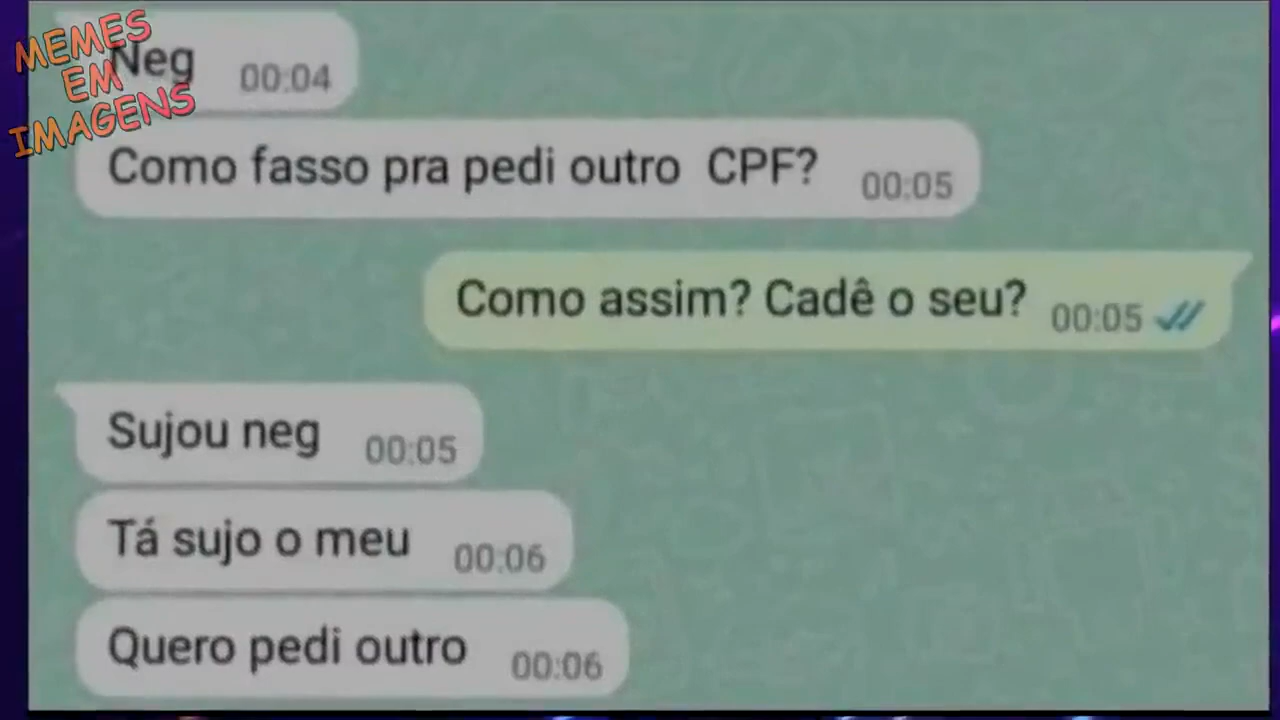 MEMES
EM
IMAGENS
Neg 00:04
Como fasso pra pedi outro CPF? 00:05
Como assim? Cadê o seu? 00:05
Sujou neg 00:05
Tá sujo o meu 00:06
Quero pedi outro 00:06